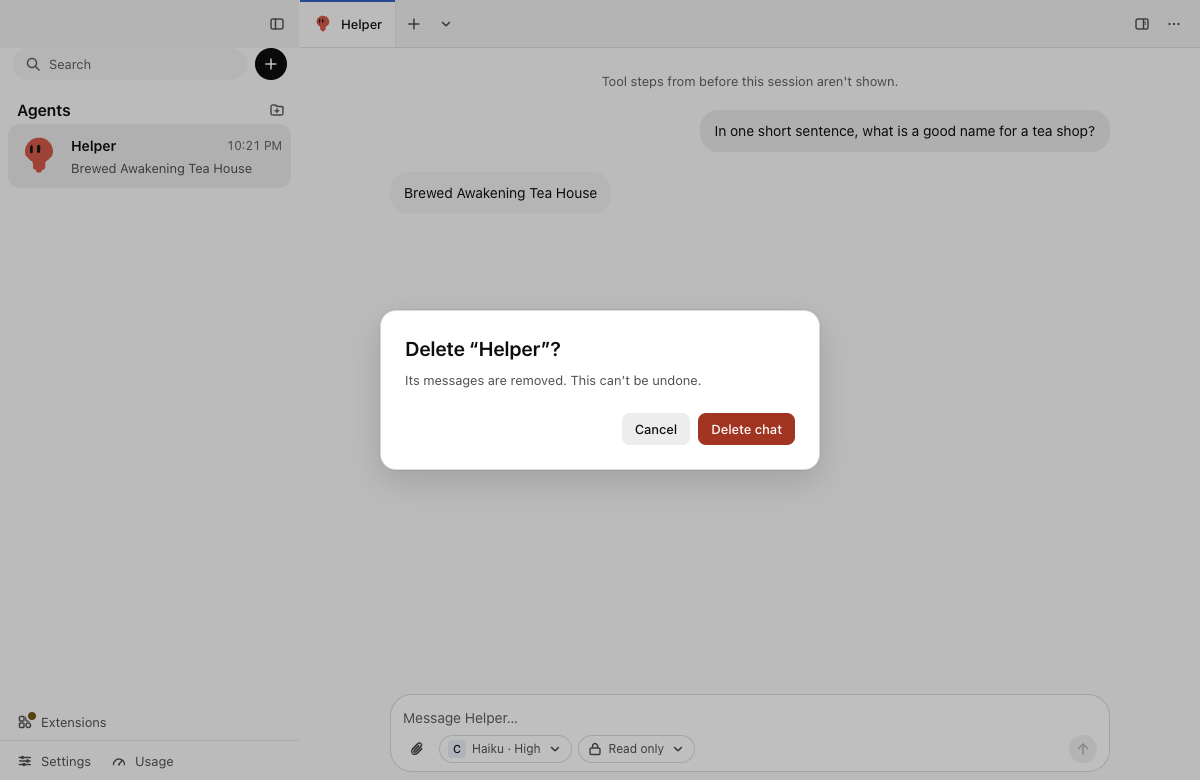 Helper
Search
Agents
Helper
10:21 PM
Brewed Awakening Tea House
Tool steps from before this session aren't shown.
In one short sentence, what is a good name for a tea shop?
Brewed Awakening Tea House
Delete “Helper”?
Its messages are removed. This can’t be undone.
Cancel
Delete chat
Extensions
Settings
Usage
Message Helper...
C
Haiku · High
Read only